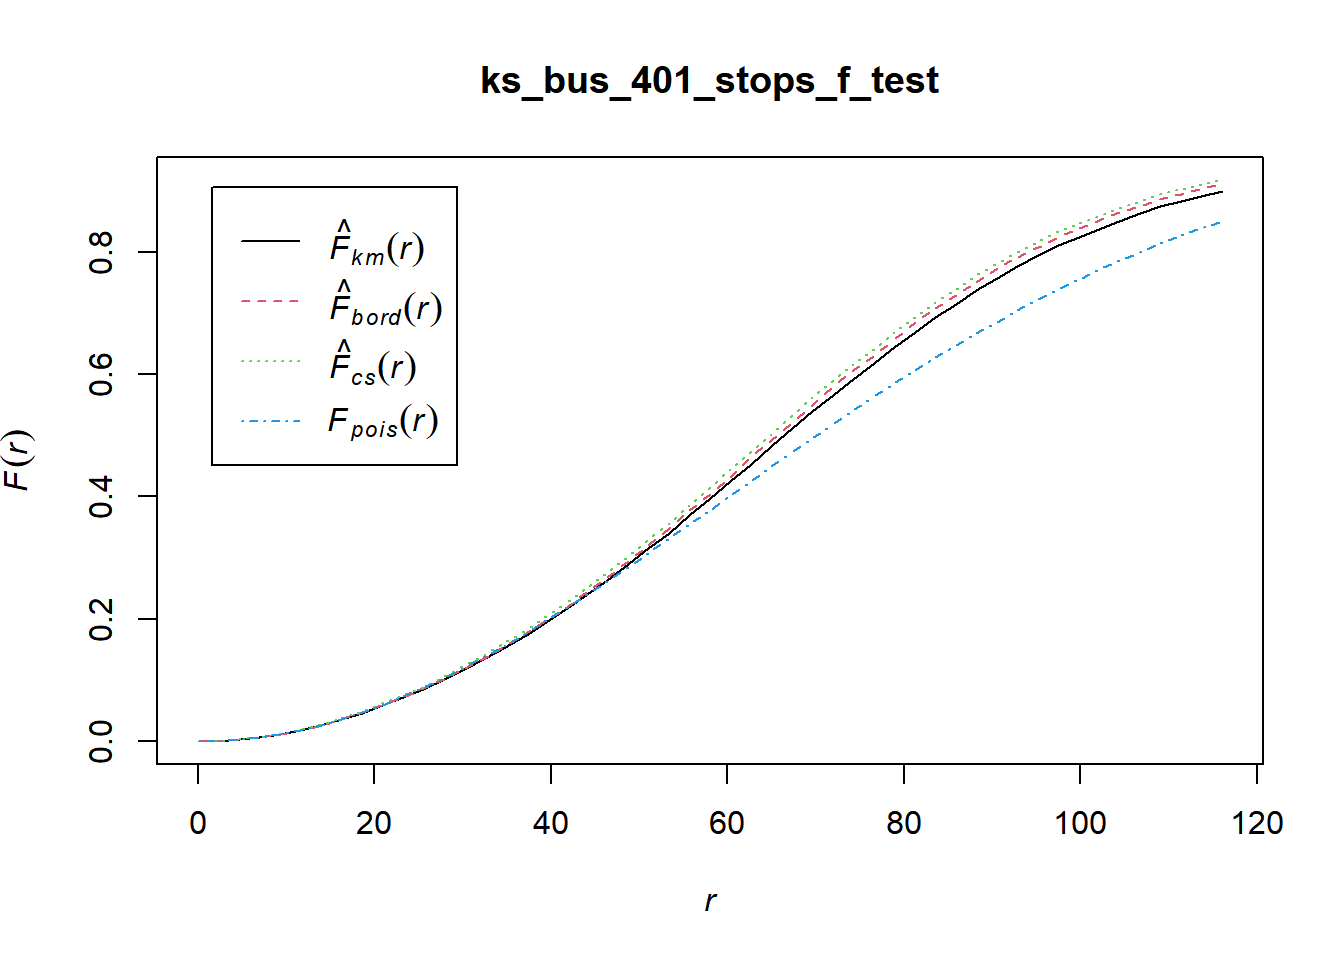 ks_bus_401_stops_f_test
F̂km(r)
F̂bord(r)
F̂cs(r)
Fpois(r)
F(r)
0.8
0.6
0.4
0.2
0.0
0 20 40 60 80 100 120
r